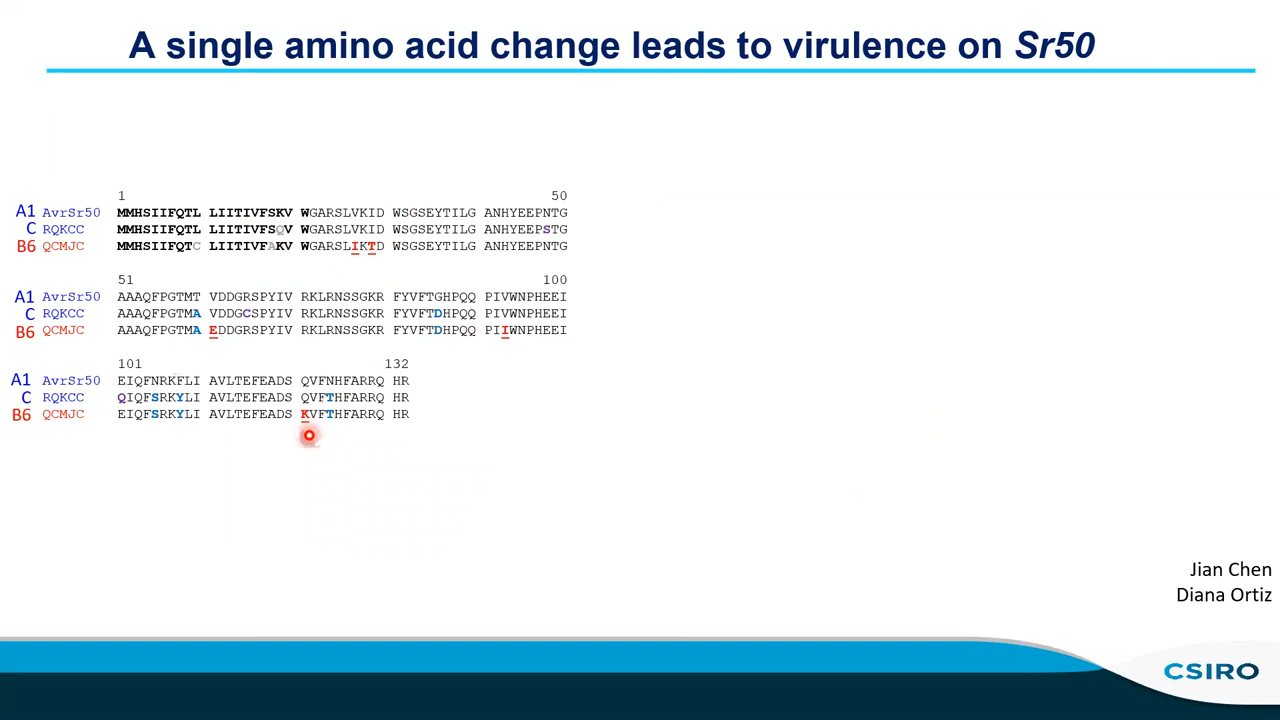 A single amino acid change leads to virulence on Sr50
1 50
A1 AvrSr50 MMHSIIFQTL LIITIVFSKV WGARSLVKID WSGSEYTILG ANHYEEPNTG
C RQKCC MMHSIIFQTL LIITIVFSQV WGARSLVKID WSGSEYTILG ANHYEEPSTG
B6 QCMJC MMHSIIFQTC LIITIVFAKV WGARSLIKTD WSGSEYTILG ANHYEEPNTG
51 100
A1 AvrSr50 AAAQFPGTMT VDDGRSPYIV RKLRNSSGKR FYVFTGHPQQ PIVWNPHEEI
C RQKCC AAAQFPGTMA VDDGCSPYIV RKLRNSSGKR FYVFTDHPQQ PIVWNPHEEI
B6 QCMJC AAAQFPGTMA EDDGRSPYIV RKLRNSSGKR FYVFTDHPQQ PIIWNPHEEI
101 132
A1 AvrSr50 EIQFNRKFLI AVLTEFEADS QVFNHFARRQ HR
C RQKCC QIQFSRKYLI AVLTEFEADS QVFTHFARRQ HR
B6 QCMJC EIQFSRKYLI AVLTEFEADS KVFTHFARRQ HR
Jian Chen
Diana Ortiz
CSIRO